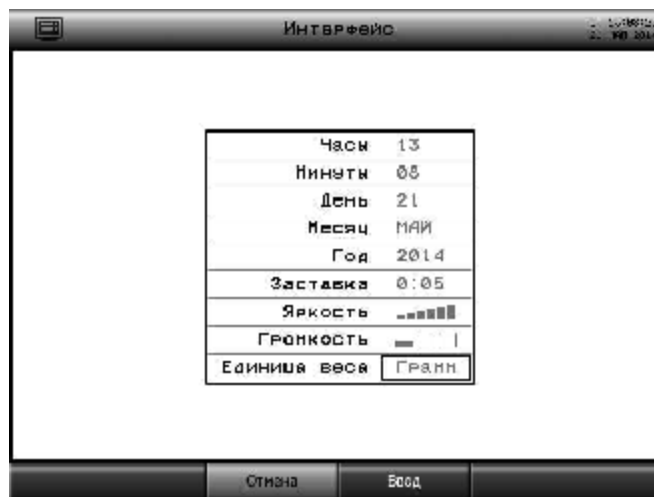 Интерфейс
Часы 13
Минуты 08
День 21
Месяц МАЙ
Год 2014
Заставка 0:05
Яркость
Громкость
Единица веса Грамм
Отмена Ввод